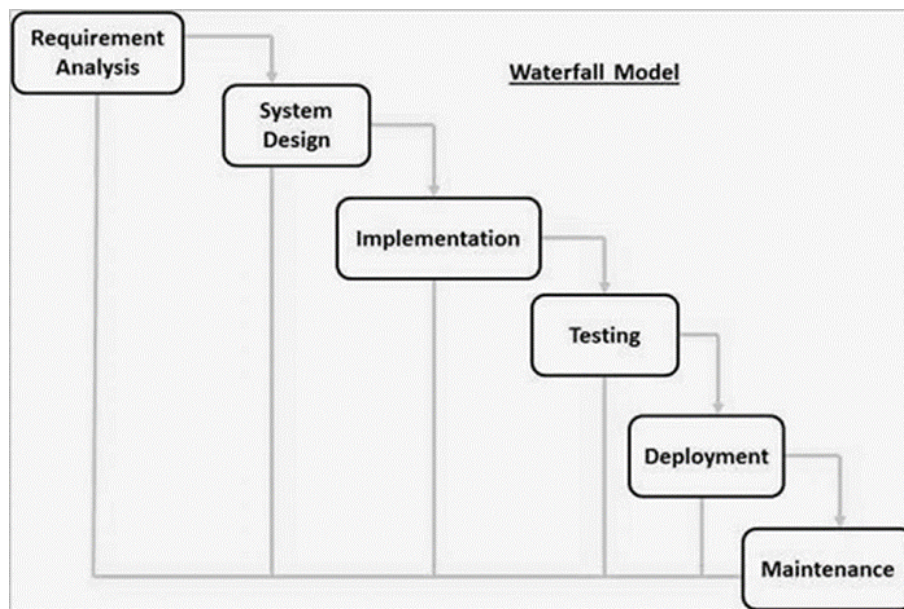 Requirement
Analysis
Waterfall Model
System
Design
Implementation
Testing
Deployment
Maintenance